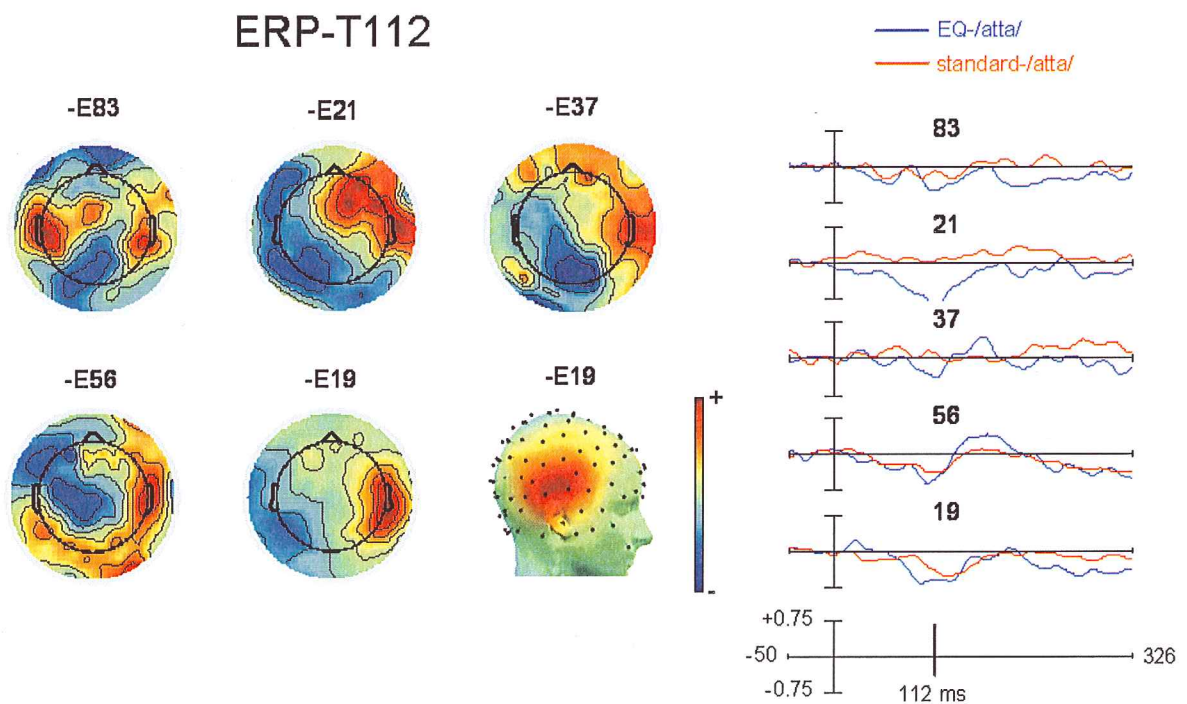 ERP-T112
EQ-/atta/
standard-/atta/
-E83
-E21
-E37
-E56
-E19
-E19
+
-
83
21
37
56
19
+0.75
-50
326
-0.75
112 ms